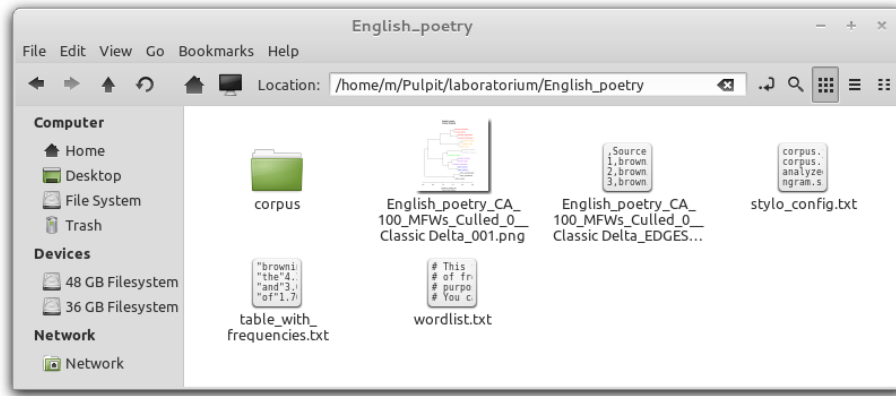 English_poetry
File Edit View Go Bookmarks Help
Location: /home/m/Pulpit/laboratorium/English_poetry
Computer
Home
Desktop
File System
Trash
Devices
48 GB Filesystem
36 GB Filesystem
Network
Network
corpus
English_poetry_CA_
100_MFWs_Culled_0__
Classic Delta_001.png
,Source
1,brown
2,brown
3,brown
English_poetry_CA_
100_MFWs_Culled_0__
Classic Delta_EDGES...
corpus.
corpus.
analyze
ngram.s
stylo_config.txt
"browni
"the"4.
"and"3.
"of"1.7
table_with_
frequencies.txt
# This
# of fr
# purpo
# You c
wordlist.txt